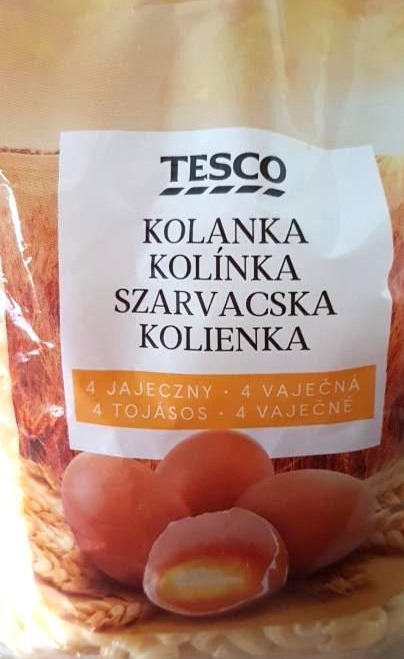 TESCO
KOLANKA
KOLÍNKA
SZARVACSKA
KOLIENKA
4 JAJECZNY · 4 VAJEČNÁ
4 TOJÁSOS · 4 VAJEČNÉ